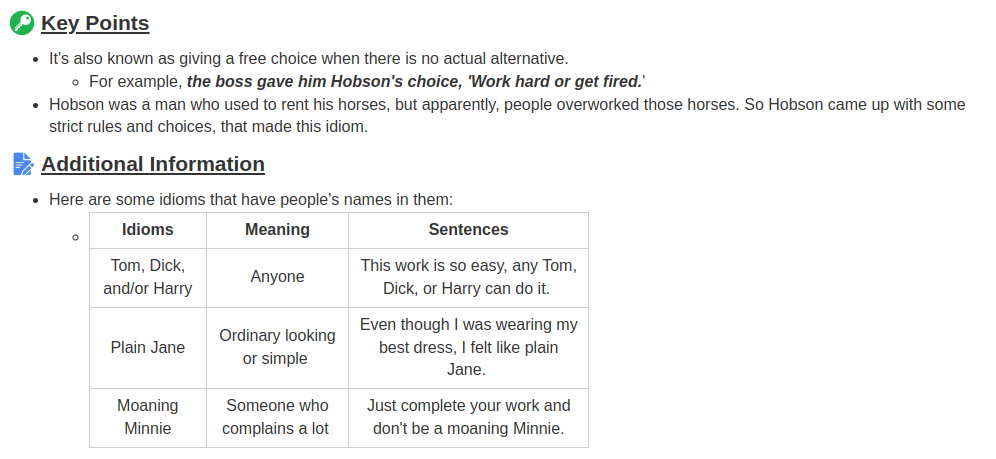 Key Points
It's also known as giving a free choice when there is no actual alternative.
For example, the boss gave him Hobson's choice, 'Work hard or get fired.'
Hobson was a man who used to rent his horses, but apparently, people overworked those horses. So Hobson came up with some
strict rules and choices, that made this idiom.
Additional Information
Here are some idioms that have people's names in them:
Idioms Meaning Sentences
Tom, Dick,
and/or Harry
Anyone
This work is so easy, any Tom,
Dick, or Harry can do it.
Plain Jane
Ordinary looking
or simple
Even though I was wearing my
best dress, I felt like plain
Jane.
Moaning
Minnie
Someone who
complains a lot
Just complete your work and
don't be a moaning Minnie.